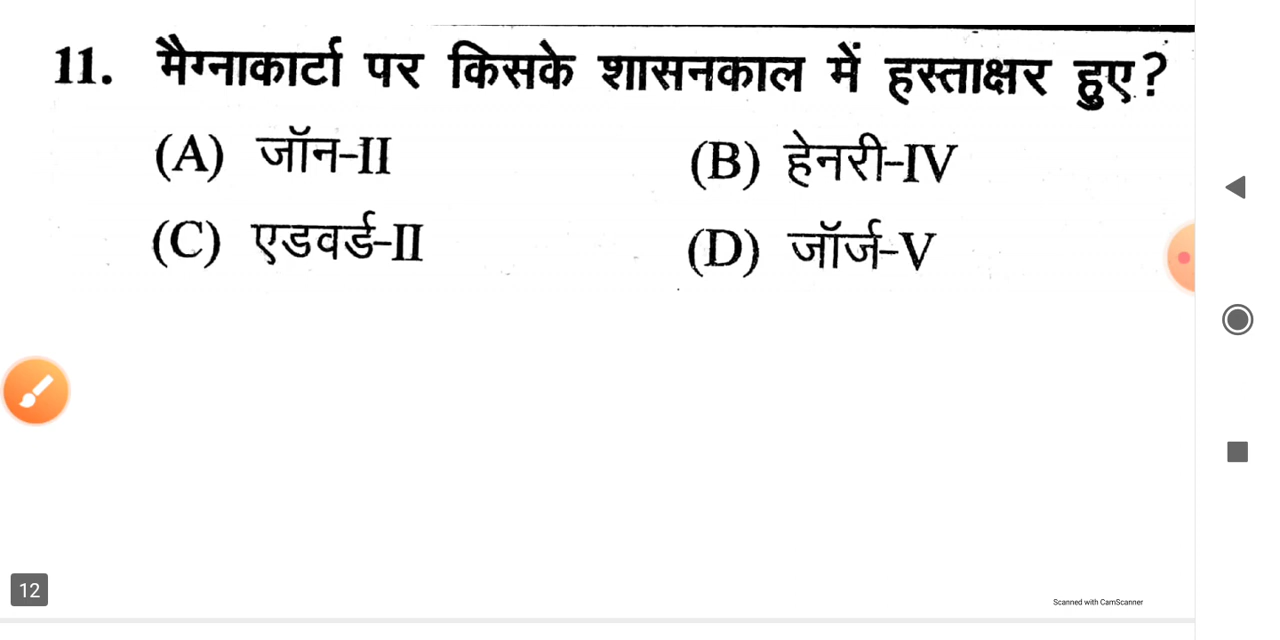 11. मैग्नाकार्टा पर किसके शासनकाल में हस्ताक्षर हुए?
(A) जॉन-II (B) हेनरी-IV
(C) एडवर्ड-II (D) जॉर्ज-V
12
Scanned with CamScanner